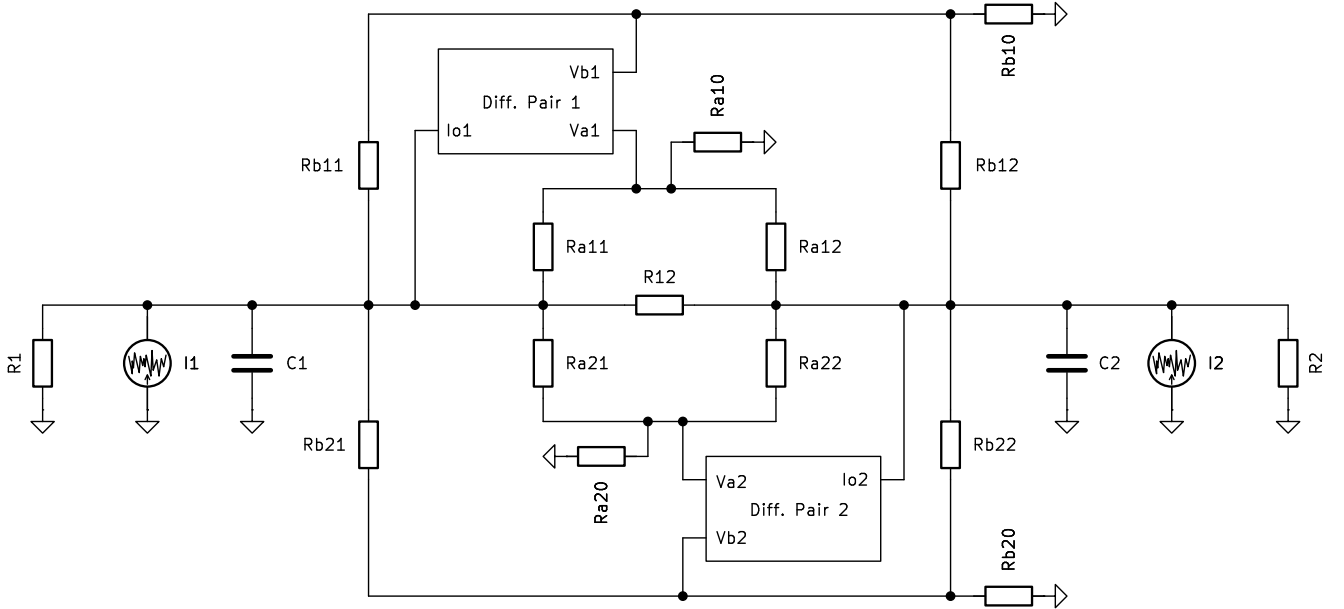 Rb10
Vb1
Diff. Pair 1
Ra10
Io1
Va1
Rb11
Rb12
Ra11
Ra12
R12
R1
I1
C1
Ra21
Ra22
C2
I2
R2
Rb21
Rb22
Ra20
Va2
Io2
Diff. Pair 2
Vb2
Rb20